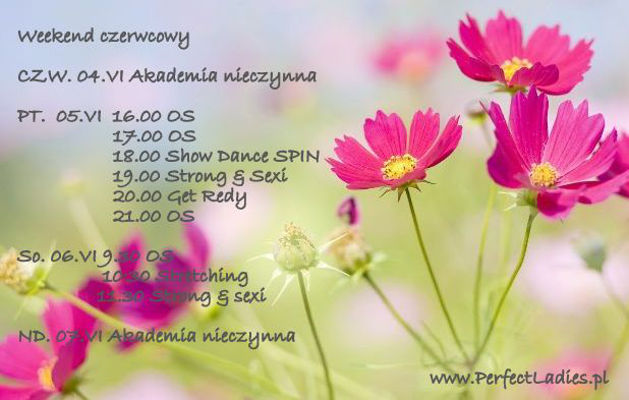 Weekend czerwcowy
CZW. 04.VI Akademia nieczynna
PT. 05.VI 16.00 OS
17.00 OS
18.00 Show Dance SPIN
19.00 Strong & Sexi
20.00 Get Redy
21.00 OS
So. 06.VI 9.30 OS
10.30 Stretching
11.30 Strong & sexi
ND. 07.VI Akademia nieczynna
www.PerfectLadies.pl